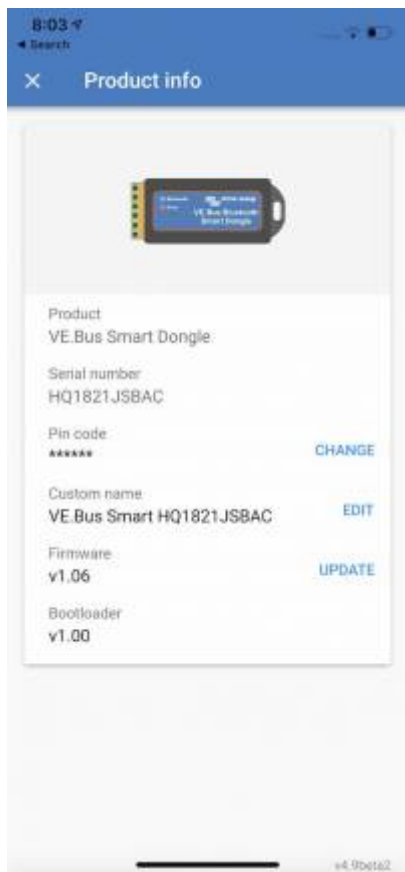 8:03
Search
Product info
VE.Bus Bluetooth
Smart Dongle
Product
VE.Bus Smart Dongle
Serial number
HQ1821JSBAC
Pin code
******
CHANGE
Custom name
VE.Bus Smart HQ1821JSBAC
EDIT
Firmware
v1.06
UPDATE
Bootloader
v1.00
v4.9beta2